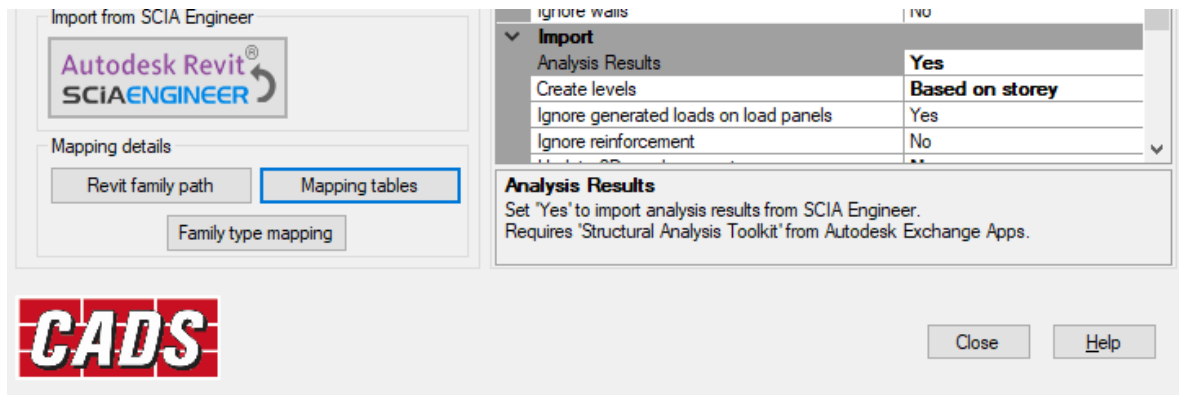 Import from SCIA Engineer
Autodesk Revit®
SCiAENGINEER
Mapping details
Revit family path
Mapping tables
Family type mapping
Ignore walls No
Import
Analysis Results Yes
Create levels Based on storey
Ignore generated loads on load panels Yes
Ignore reinforcement No
Analysis Results
Set 'Yes' to import analysis results from SCIA Engineer.
Requires 'Structural Analysis Toolkit' from Autodesk Exchange Apps.
CADS
Close
Help